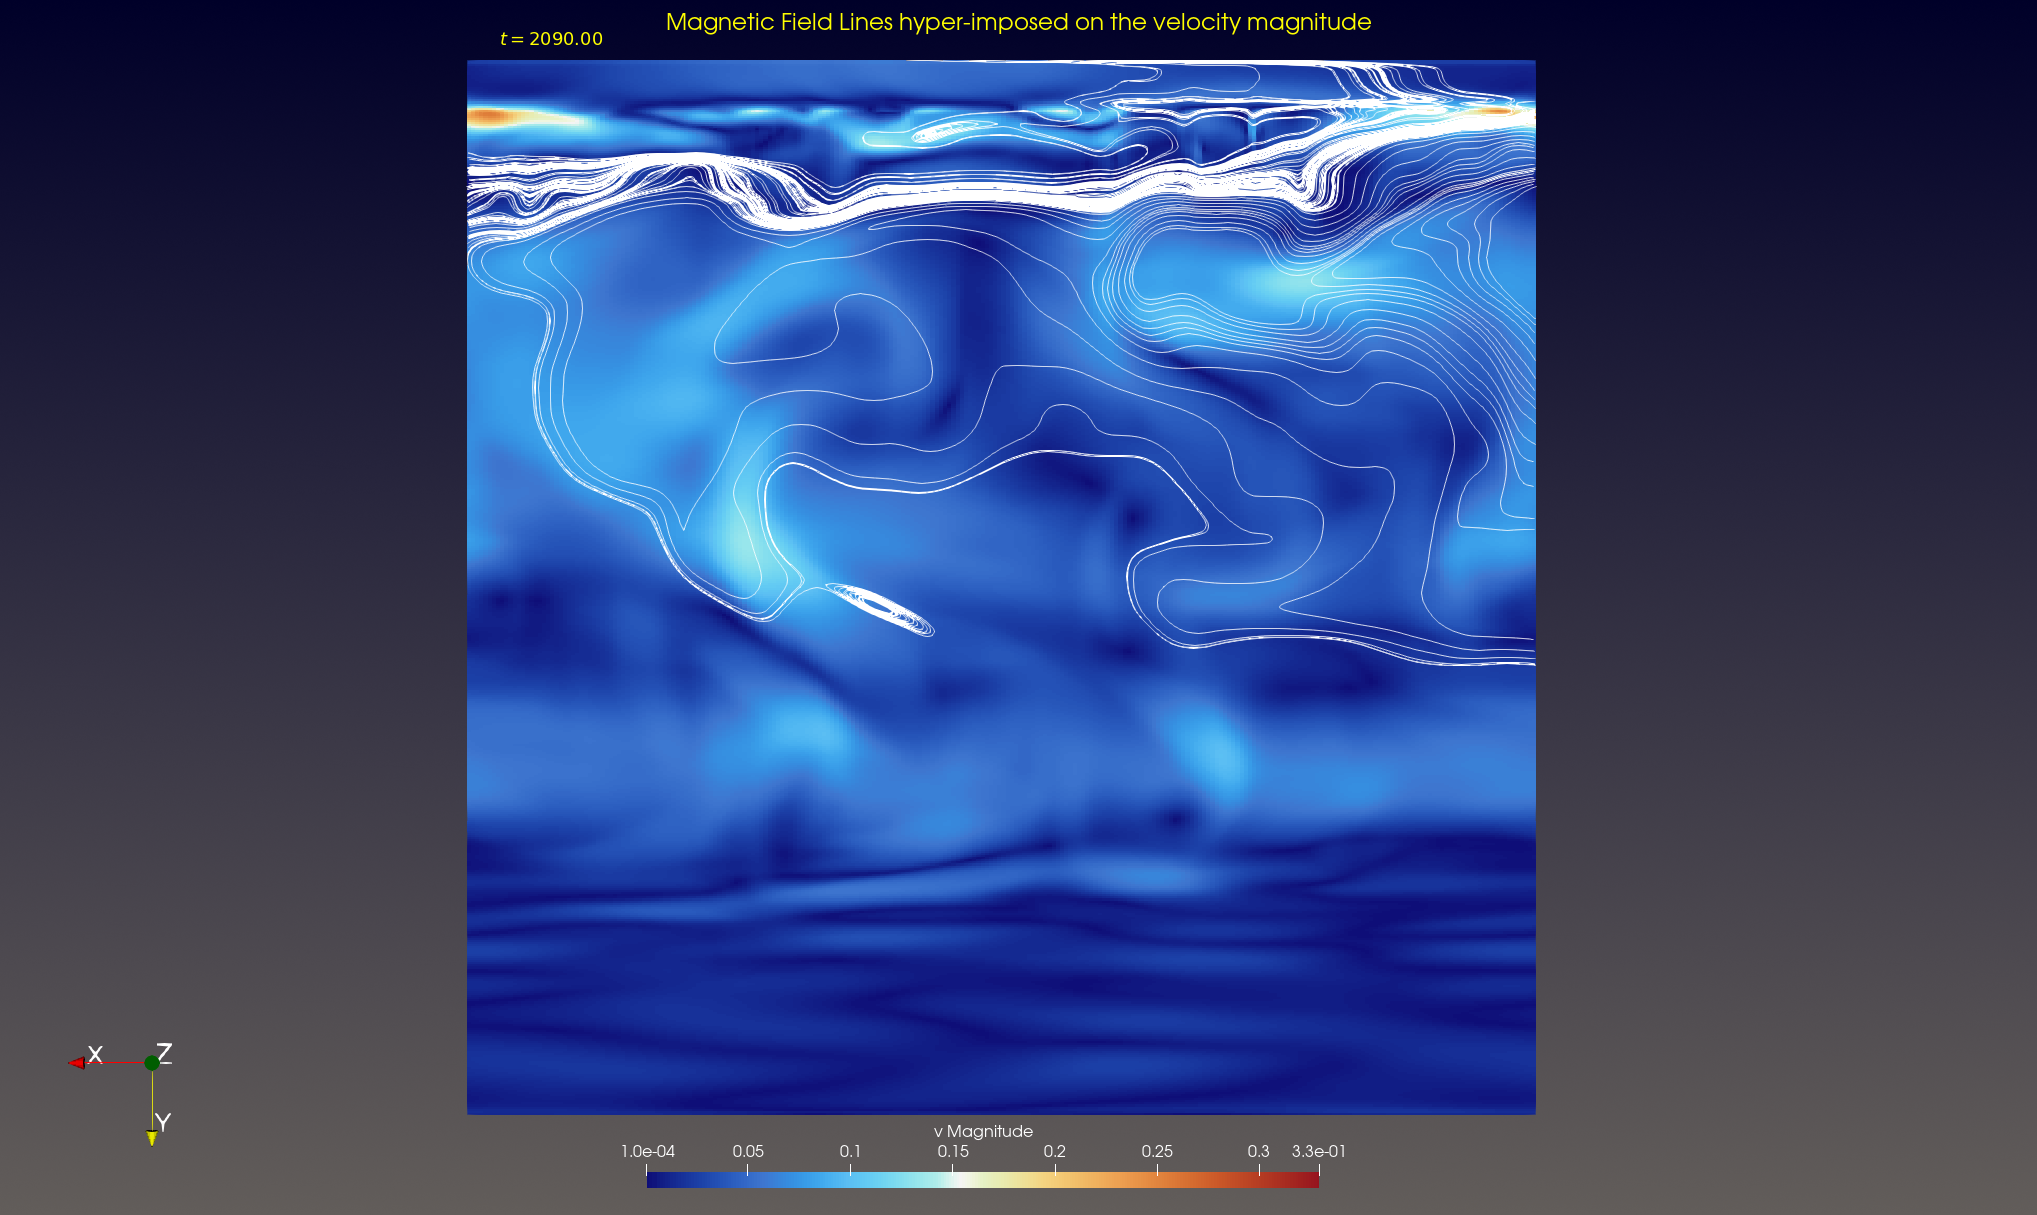 Magnetic Field Lines hyper-imposed on the velocity magnitude
t = 2090.00
X
Z
Y
v Magnitude
1.0e-04 0.05 0.1 0.15 0.2 0.25 0.3 3.3e-01